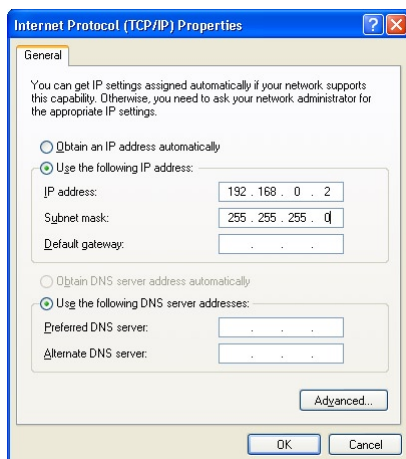 Internet Protocol (TCP/IP) Properties
General
You can get IP settings assigned automatically if your network supports
this capability. Otherwise, you need to ask your network administrator for
the appropriate IP settings.
Obtain an IP address automatically
Use the following IP address:
IP address: 192 . 168 . 0 . 2
Subnet mask: 255 . 255 . 255 . 0
Default gateway: . . .
Obtain DNS server address automatically
Use the following DNS server addresses:
Preferred DNS server: . . .
Alternate DNS server: . . .
Advanced...
OK Cancel